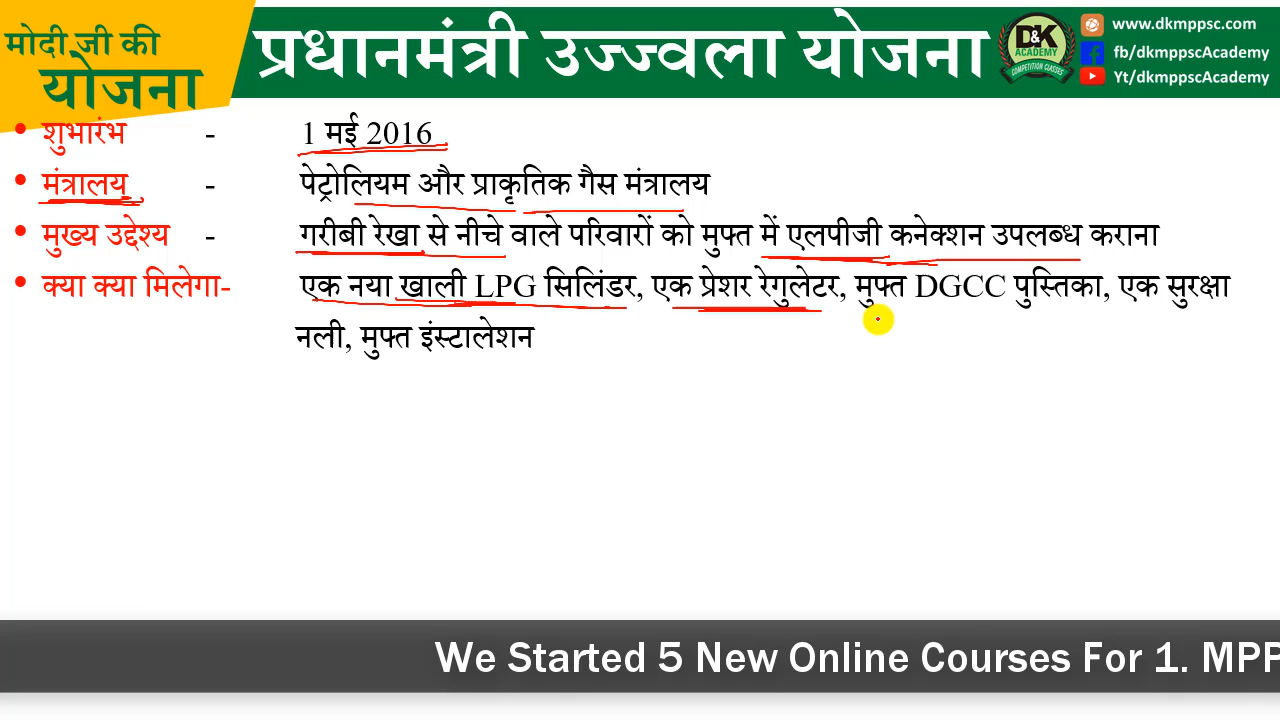 मोदी जी की
योजना
प्रधानमंत्री उज्ज्वला योजना
D&K
ACADEMY
COMPETITION CLASSES
www.dkmppsc.com
fb/dkmppscAcademy
Yt/dkmppscAcademy
• शुभारंभ - 1 मई 2016
• मंत्रालय - पेट्रोलियम और प्राकृतिक गैस मंत्रालय
• मुख्य उद्देश्य - गरीबी रेखा से नीचे वाले परिवारों को मुफ्त में एलपीजी कनेक्शन उपलब्ध कराना
• क्या क्या मिलेगा- एक नया खाली LPG सिलिंडर, एक प्रेशर रेगुलेटर, मुफ्त DGCC पुस्तिका, एक सुरक्षा
नली, मुफ्त इंस्टालेशन
We Started 5 New Online Courses For 1. MPP